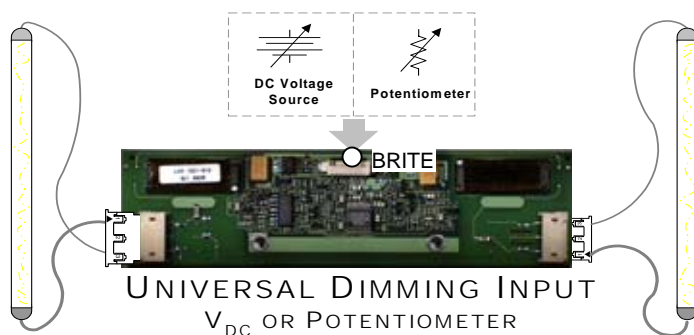 DC Voltage
Source
Potentiometer
BRITE
UNIVERSAL DIMMING INPUT
VDC OR POTENTIOMETER